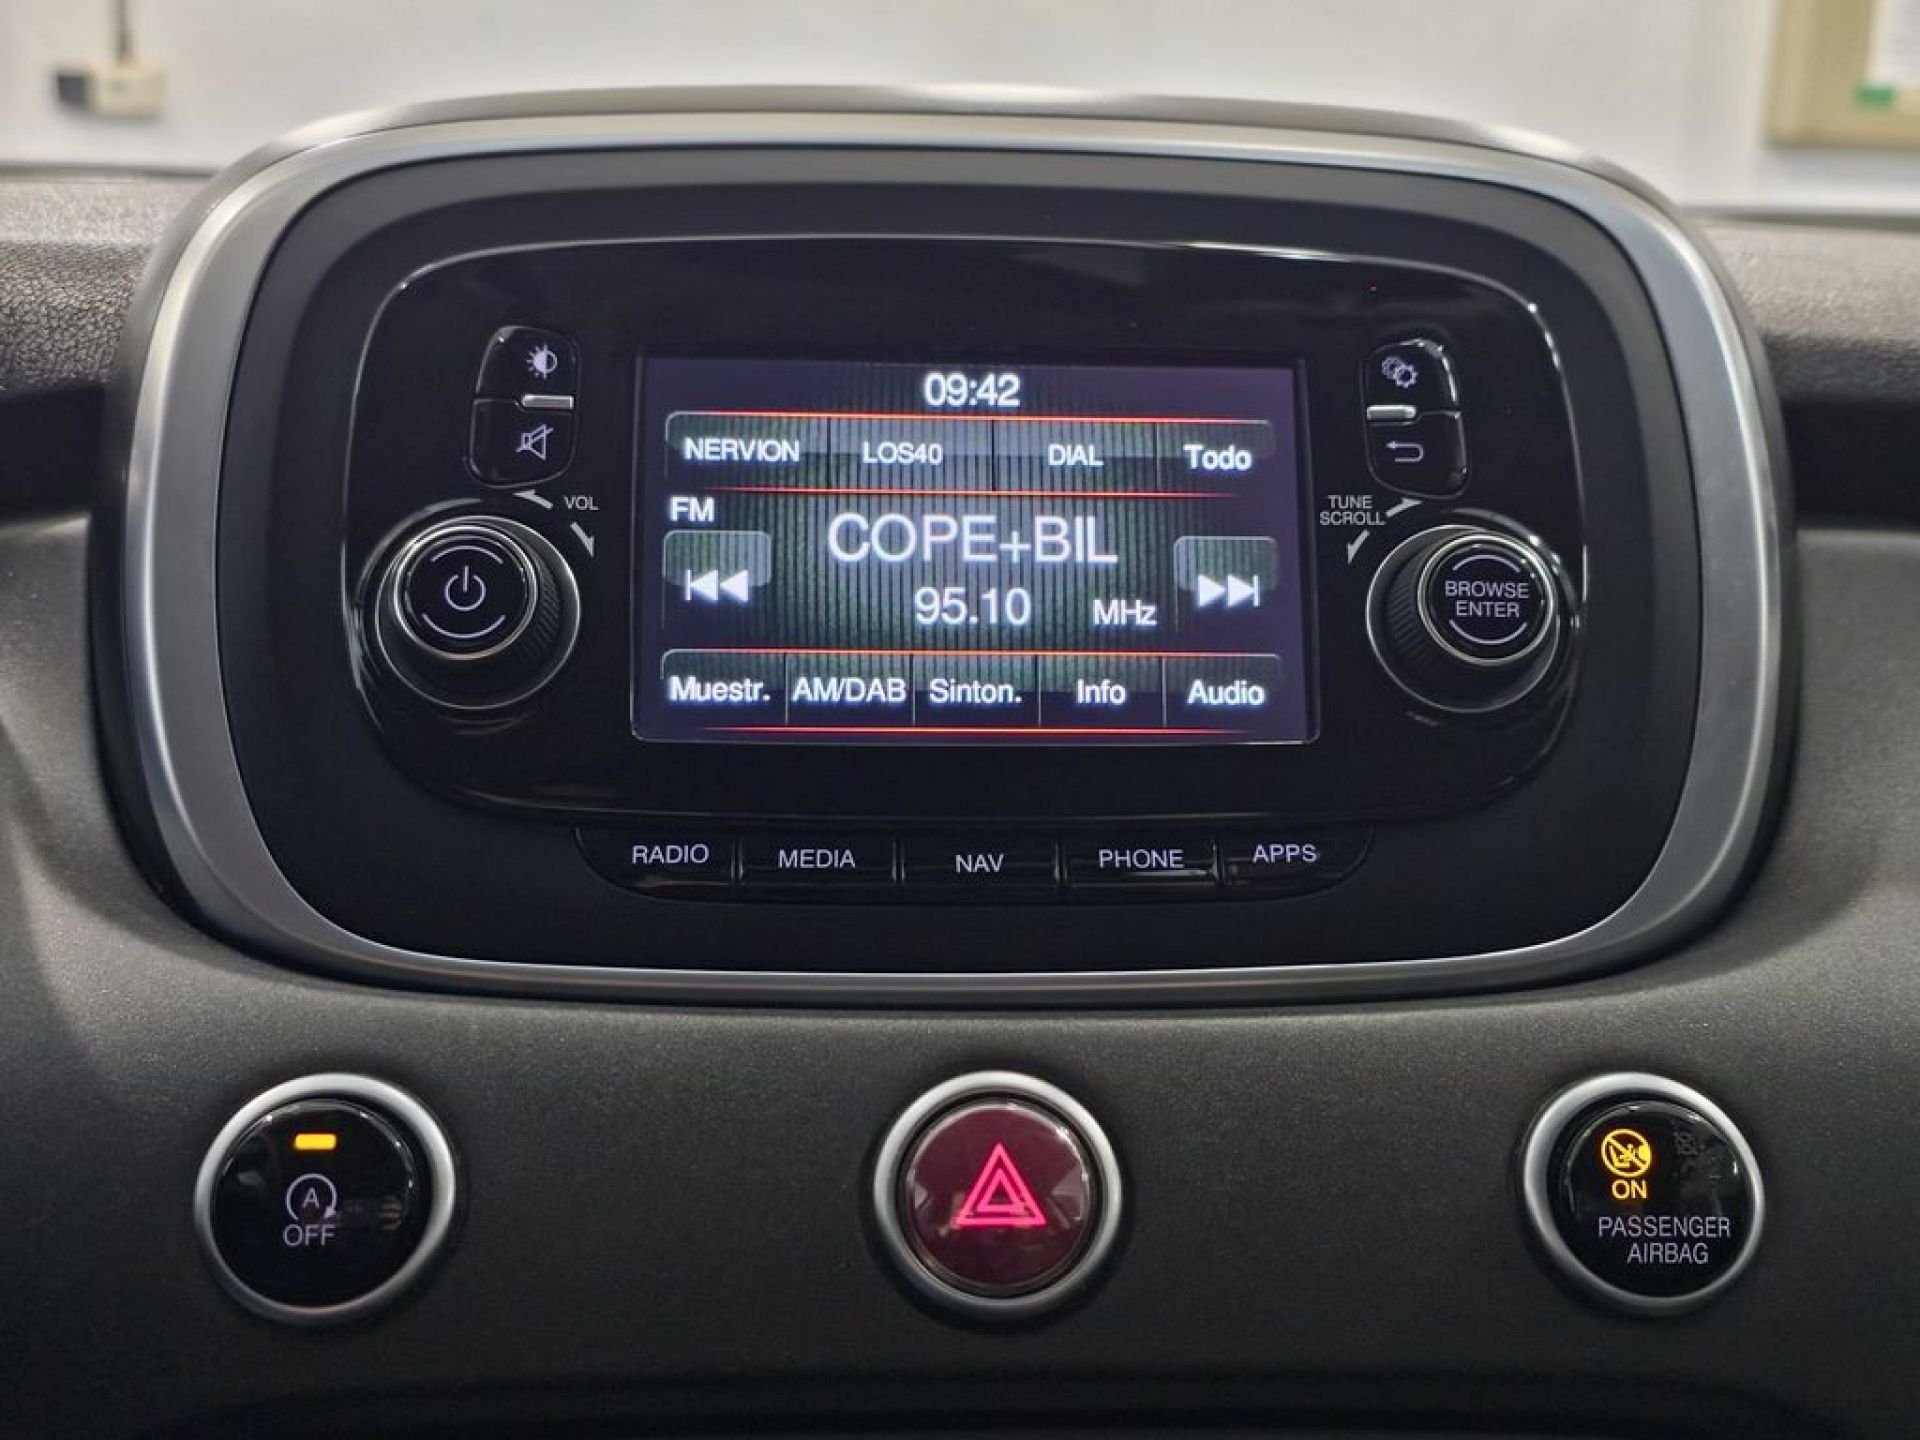 09:42
NERVION LOS40 DIAL Todo
FM
COPE+BIL
95.10 MHz
Muestr. AM/DAB Sinton. Info Audio
VOL
TUNE
SCROLL
BROWSE
ENTER
RADIO MEDIA NAV PHONE APPS
A
OFF
ON
PASSENGER
AIRBAG